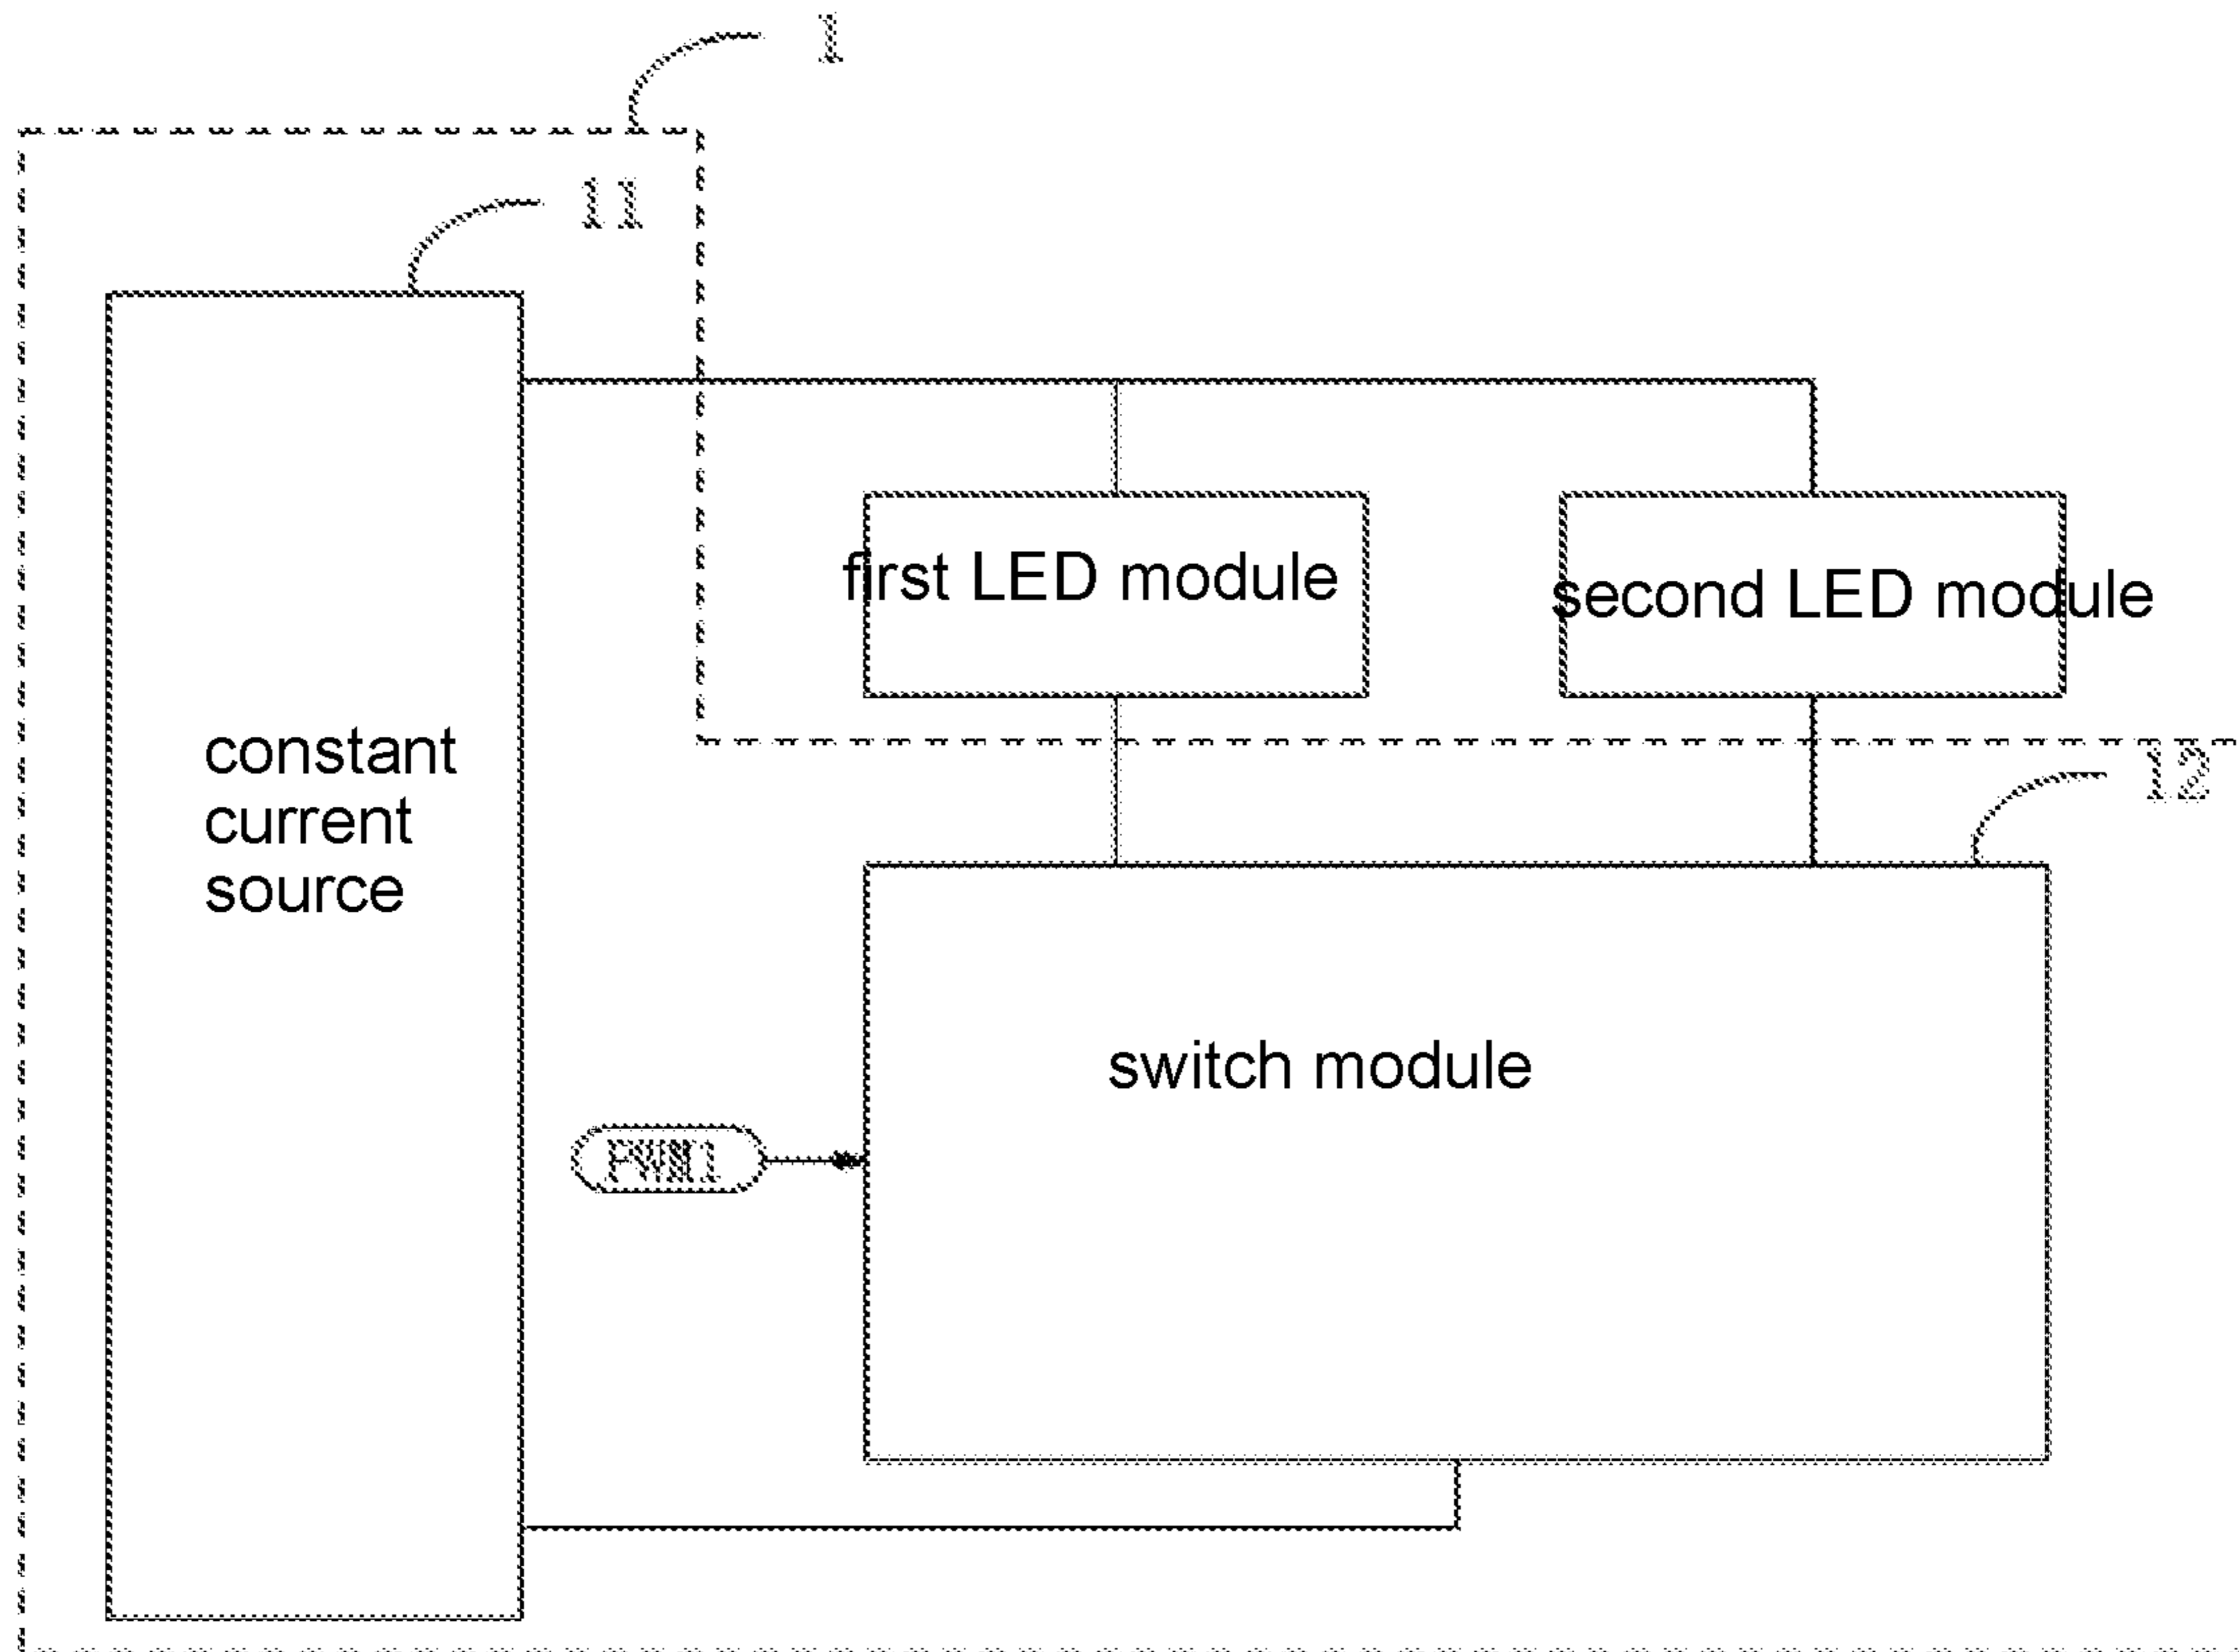 1
11
first LED module
second LED module
constant
current
source
12
switch module
PWM1